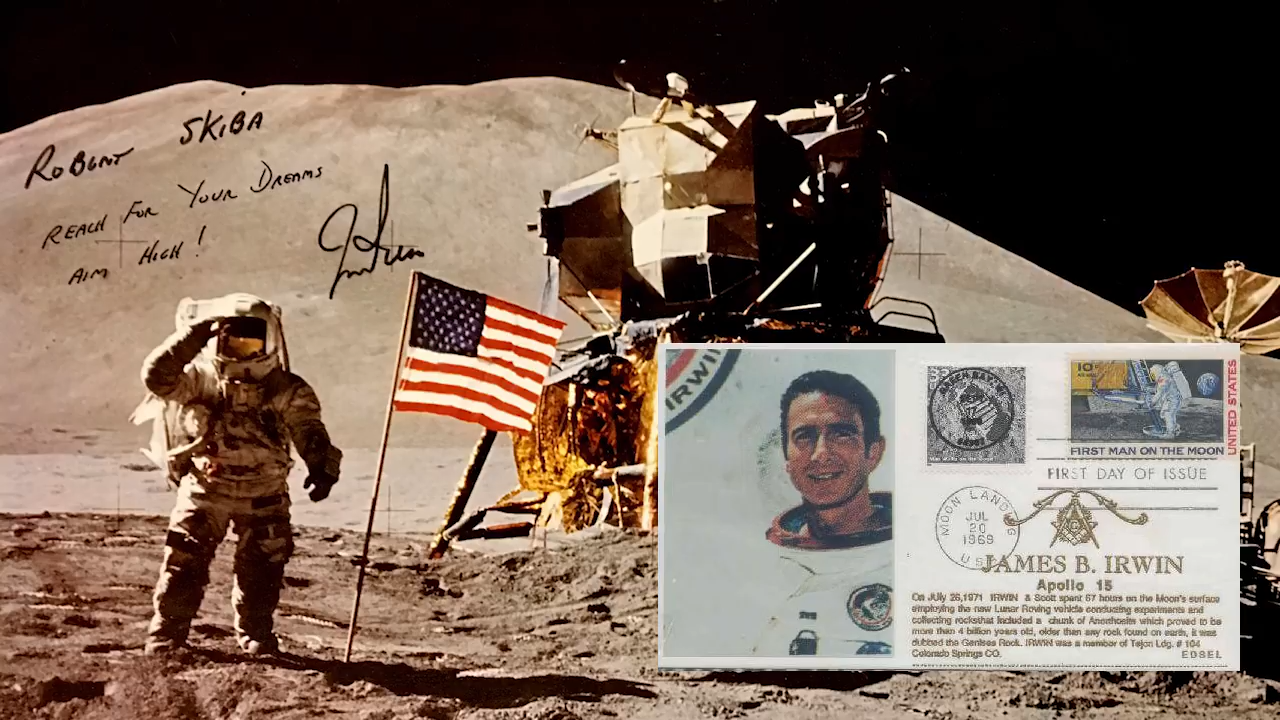 ROBERT SKIBA
REACH FOR YOUR DREAMS
AIM HIGH!
IRWIN
10¢
FIRST MAN ON THE MOON
UNITED STATES
FIRST DAY OF ISSUE
MOON LANDING
JUL
20
1969
JAMES B. IRWIN
Apollo 15
On July 26,1971 IRWIN & Scott spent 67 hours on the Moon's surface
employing the new Lunar Roving vehicle conducting experiments and
collecting rocksthat included a chunk of Anorthosite which proved to be
more than 4 billion years old, older than any rock found on earth, it was
dubbed the Genises Rock. IRWIN was a member of Tejon Ldg. # 104
Colorado Springs CO.
EDSEL